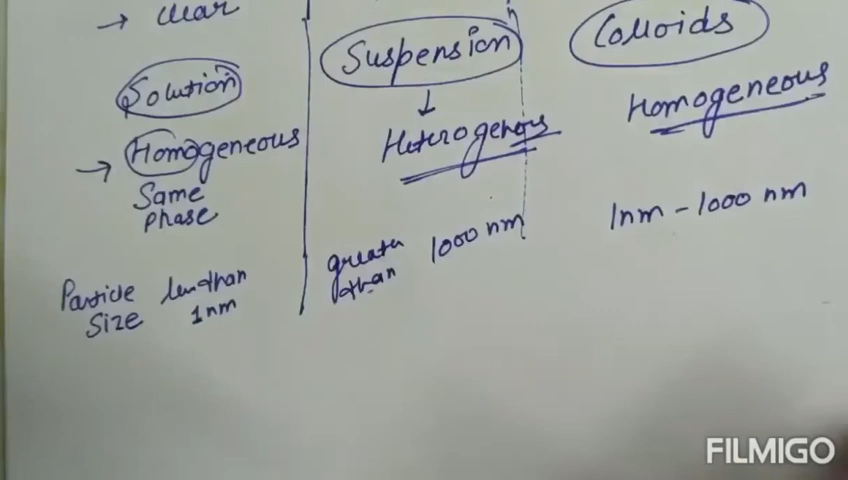 → clear
Solution
→ Homogeneous
Same
phase
Particle less than
Size 1nm
Suspension
↓
Heterogenous
greater
than 1000 nm
Colloids
Homogeneous
1nm - 1000 nm
FILMIGO